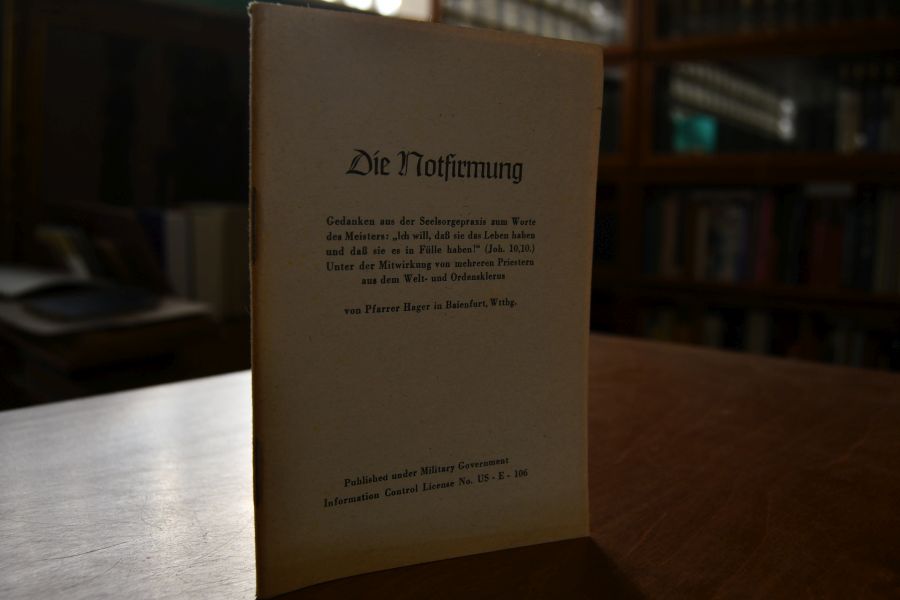 Die Notfirmung
Gedanken aus der Seelsorgepraxis zum Worte
des Meisters: „Ich will, daß sie das Leben haben
und daß sie es in Fülle haben!“ (Joh. 10,10.)
Unter der Mitwirkung von mehreren Priestern
aus dem Welt- und Ordensklerus
von Pfarrer Hager in Baienfurt, Wttbg.
Published under Military Government
Information Control License No. US - E - 106